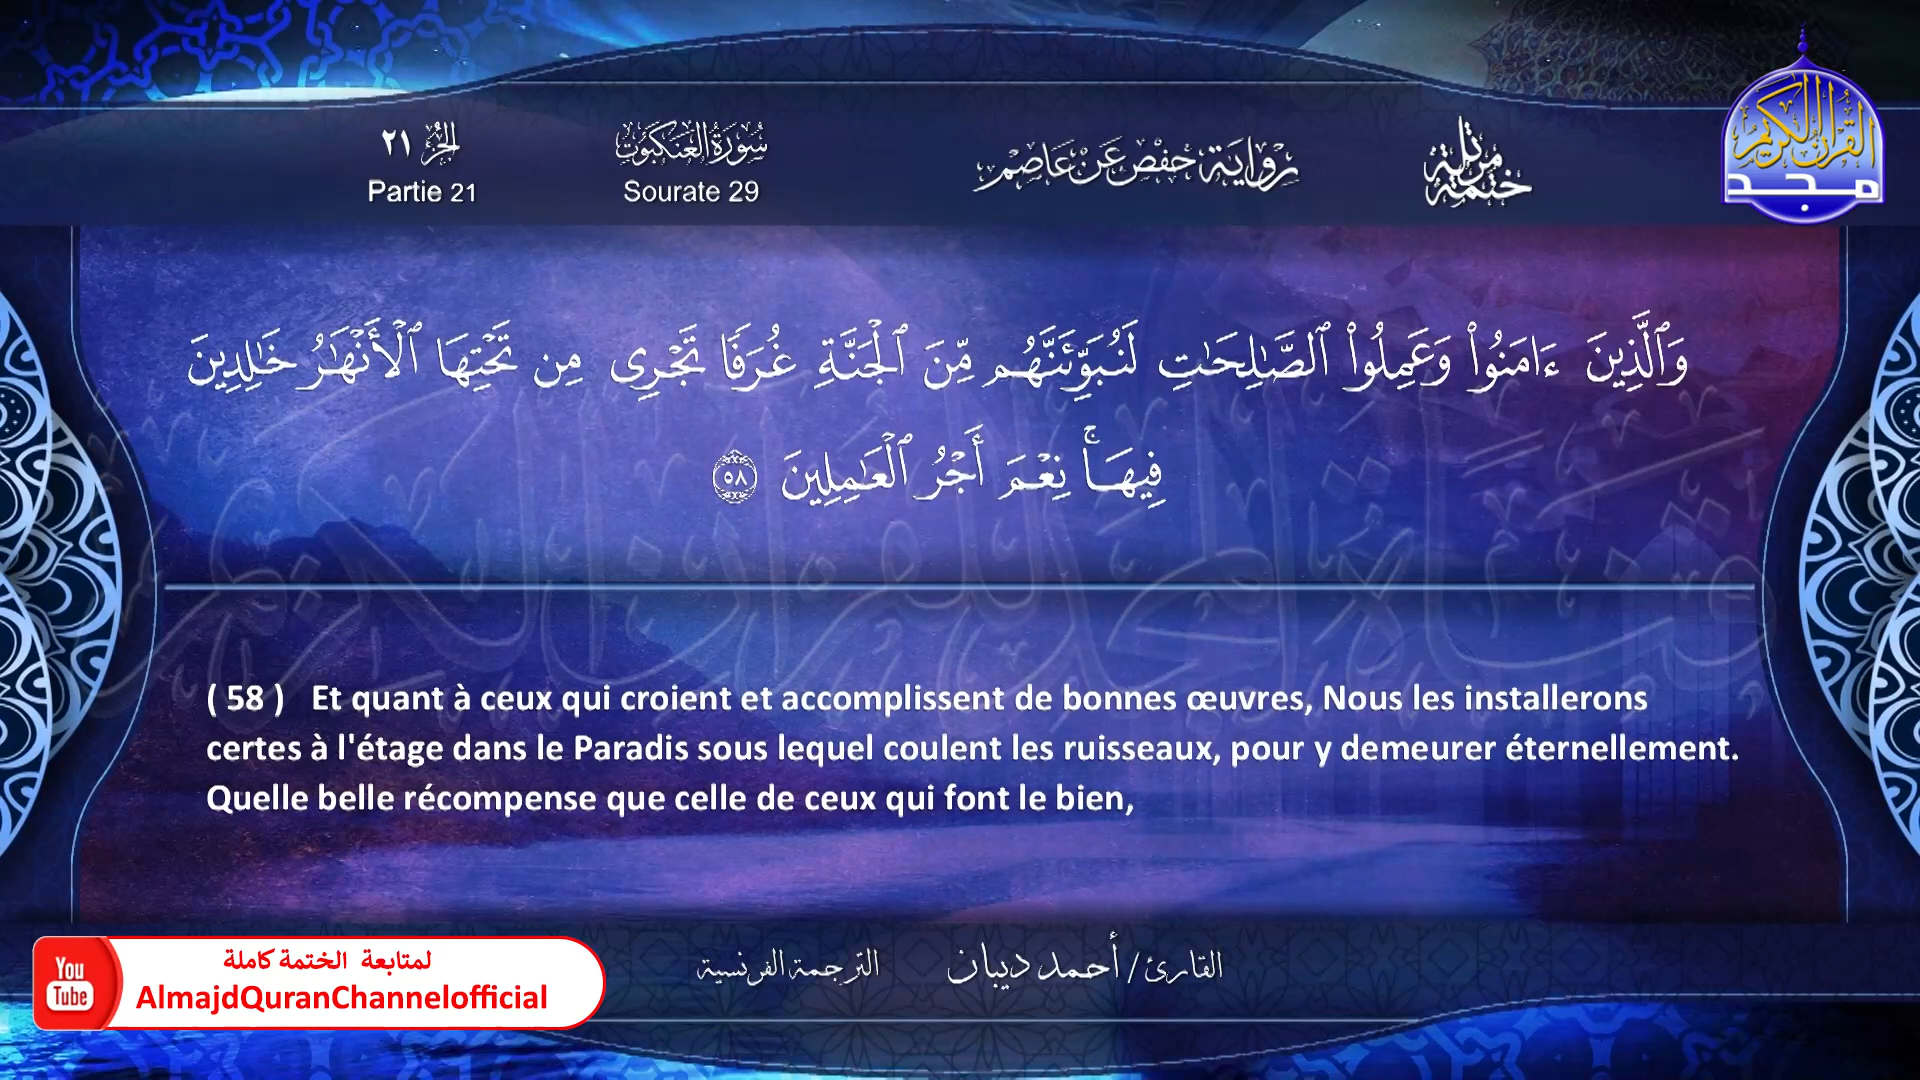 الجزء ٢١
Partie 21
سورة العنكبوت
Sourate 29
رواية حفص عن عاصم
ختمة مرتلة
القرآن الكريم
مجد
وَٱلَّذِينَ ءَامَنُوا۟ وَعَمِلُوا۟ ٱلصَّـٰلِحَـٰتِ لَنُبَوِّئَنَّهُم مِّنَ ٱلْجَنَّةِ غُرَفًا تَجْرِى مِن تَحْتِهَا ٱلْأَنْهَـٰرُ خَـٰلِدِينَ
فِيهَا ۚ نِعْمَ أَجْرُ ٱلْعَـٰمِلِينَ ٥٨
( 58 ) Et quant à ceux qui croient et accomplissent de bonnes œuvres, Nous les installerons
certes à l'étage dans le Paradis sous lequel coulent les ruisseaux, pour y demeurer éternellement.
Quelle belle récompense que celle de ceux qui font le bien,
القارئ / أحمد ديبان
الترجمة الفرنسية
You
Tube
لمتابعة الختمة كاملة
AlmajdQuranChannelofficial